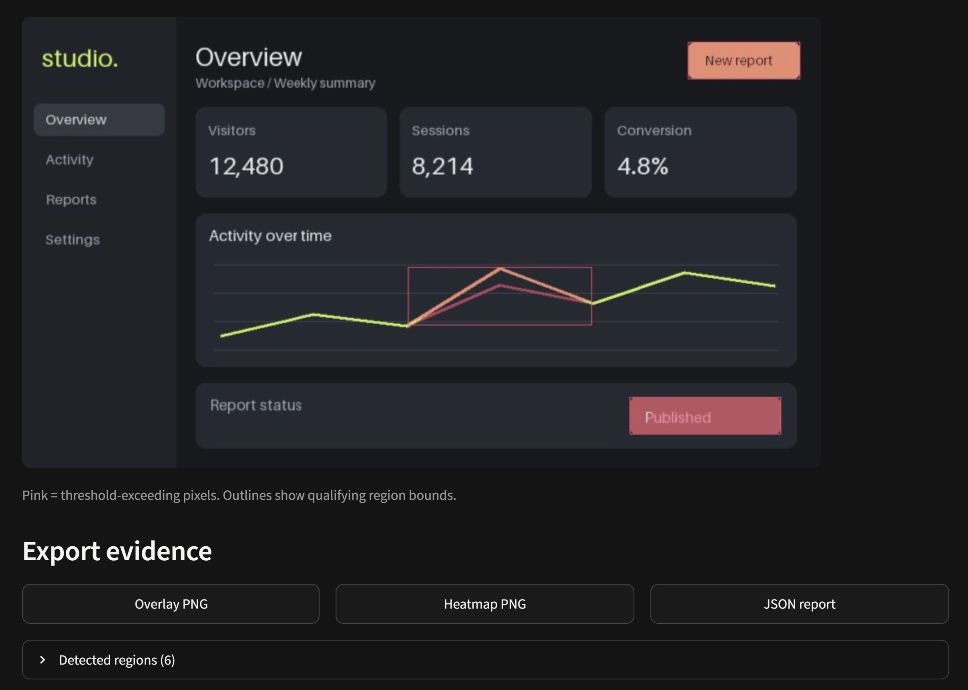 studio.
Overview
Activity
Reports
Settings
Overview
Workspace / Weekly summary
New report
Visitors
12,480
Sessions
8,214
Conversion
4.8%
Activity over time
Report status
Published
Pink = threshold-exceeding pixels. Outlines show qualifying region bounds.
Export evidence
Overlay PNG
Heatmap PNG
JSON report
Detected regions (6)